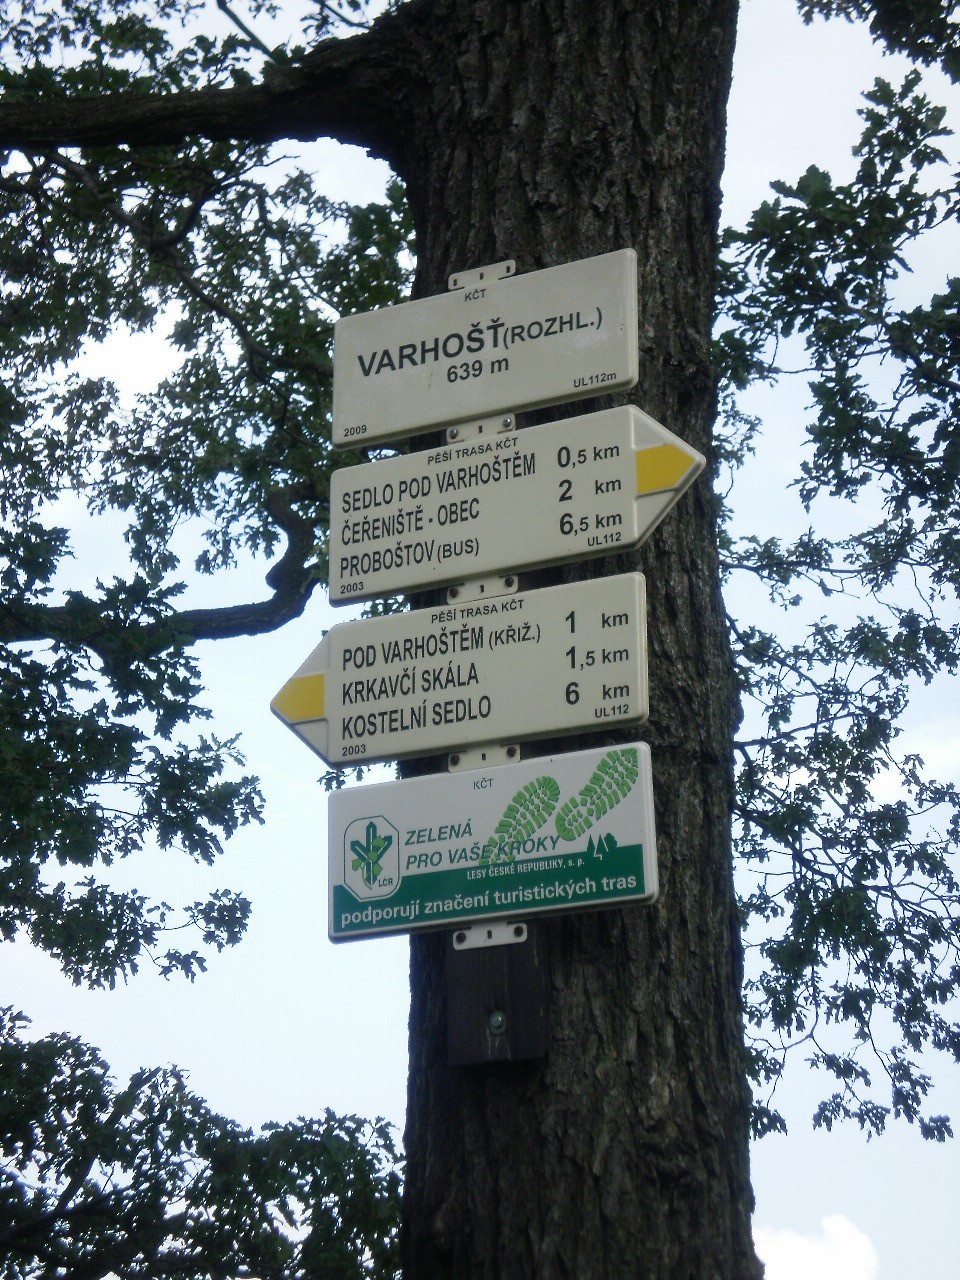 KČT
VARHOŠŤ(ROZHL.)
639 m
2009 UL112m
PĚŠÍ TRASA KČT
SEDLO POD VARHOŠTĚM 0,5 km
ČEŘENIŠTĚ - OBEC 2 km
PROBOŠTOV(BUS) 6,5 km
2003 UL112
PĚŠÍ TRASA KČT
POD VARHOŠTĚM (KŘIŽ.) 1 km
KRKAVČÍ SKÁLA 1,5 km
KOSTELNÍ SEDLO 6 km
2003 UL112
KČT
ZELENÁ
PRO VAŠE KROKY
LČR
LESY ČESKÉ REPUBLIKY, s. p.
podporují značení turistických tras